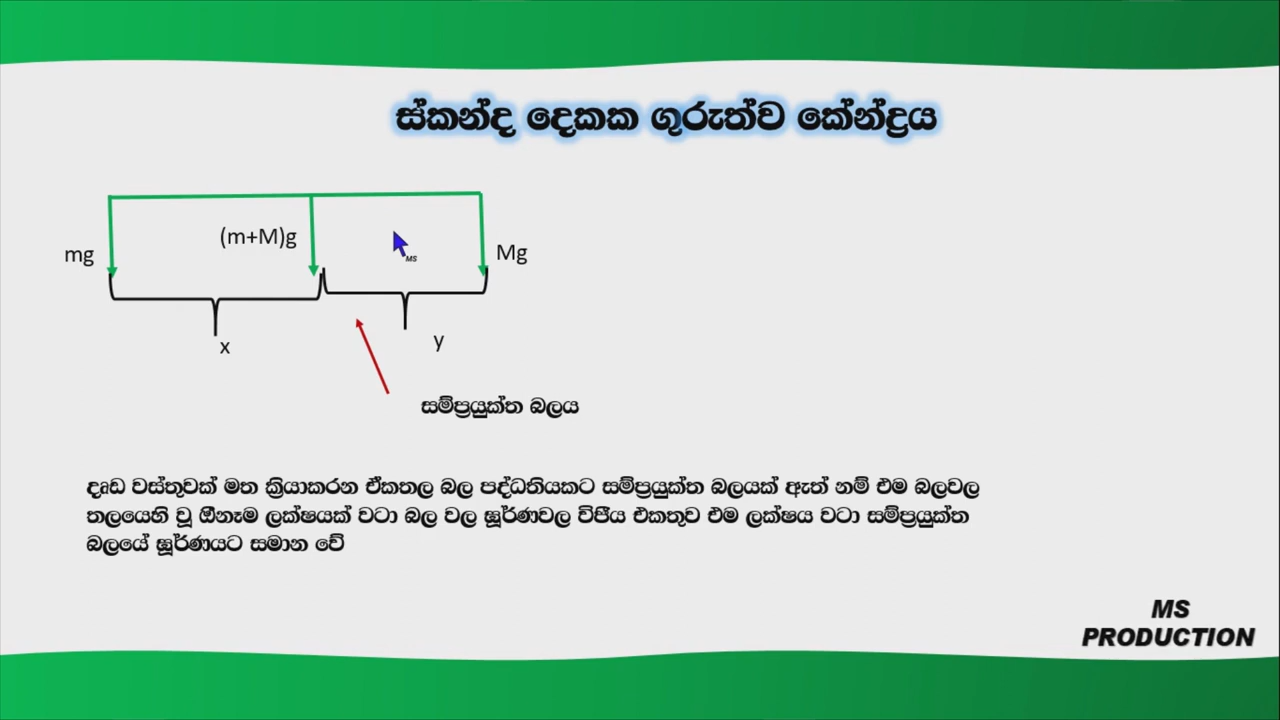 ස්කන්ද දෙකක ගුරුත්ව කේන්ද්‍රය
mg
(m+M)g
MS
Mg
x
y
සම්ප්‍රයුක්ත බලය
දෘඩ වස්තුවක් මත ක්‍රියාකරන ඒකතල බල පද්ධතියකට සම්ප්‍රයුක්ත බලයක් ඇත් නම් එම බලවල
තලයෙහි වූ ඕනෑම ලක්ෂයක් වටා බල වල ඝූර්ණවල විජීය එකතුව එම ලක්ෂය වටා සම්ප්‍රයුක්ත
බලයේ ඝූර්ණයට සමාන වේ
MS
PRODUCTION